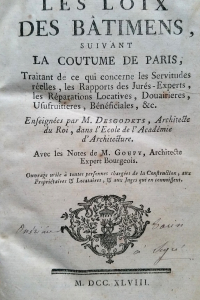 LES LOIX
DES BÀTIMENS,
SUIVANT
LA COUTUME DE PARIS,
Traitant de ce qui concerne les Servitudes
réelles, les Rapports des Jurés-Experts,
les Réparations Locatives, Douairieres,
Usufruitieres, Bénéficiales, &c.
Enseignées par M. DESGODETS, Architecte
du Roi, dans l'Ecole de l'Académie
d'Architecture.
Avec les Notes de M. GOUPY, Architecte
Expert Bourgeois.
Ouvrage utile à toutes personnes chargées de la Construction, aux
Propriétaires & Locataires, & aux Juges qui en connoissent.
M. DCC. XLVIII.